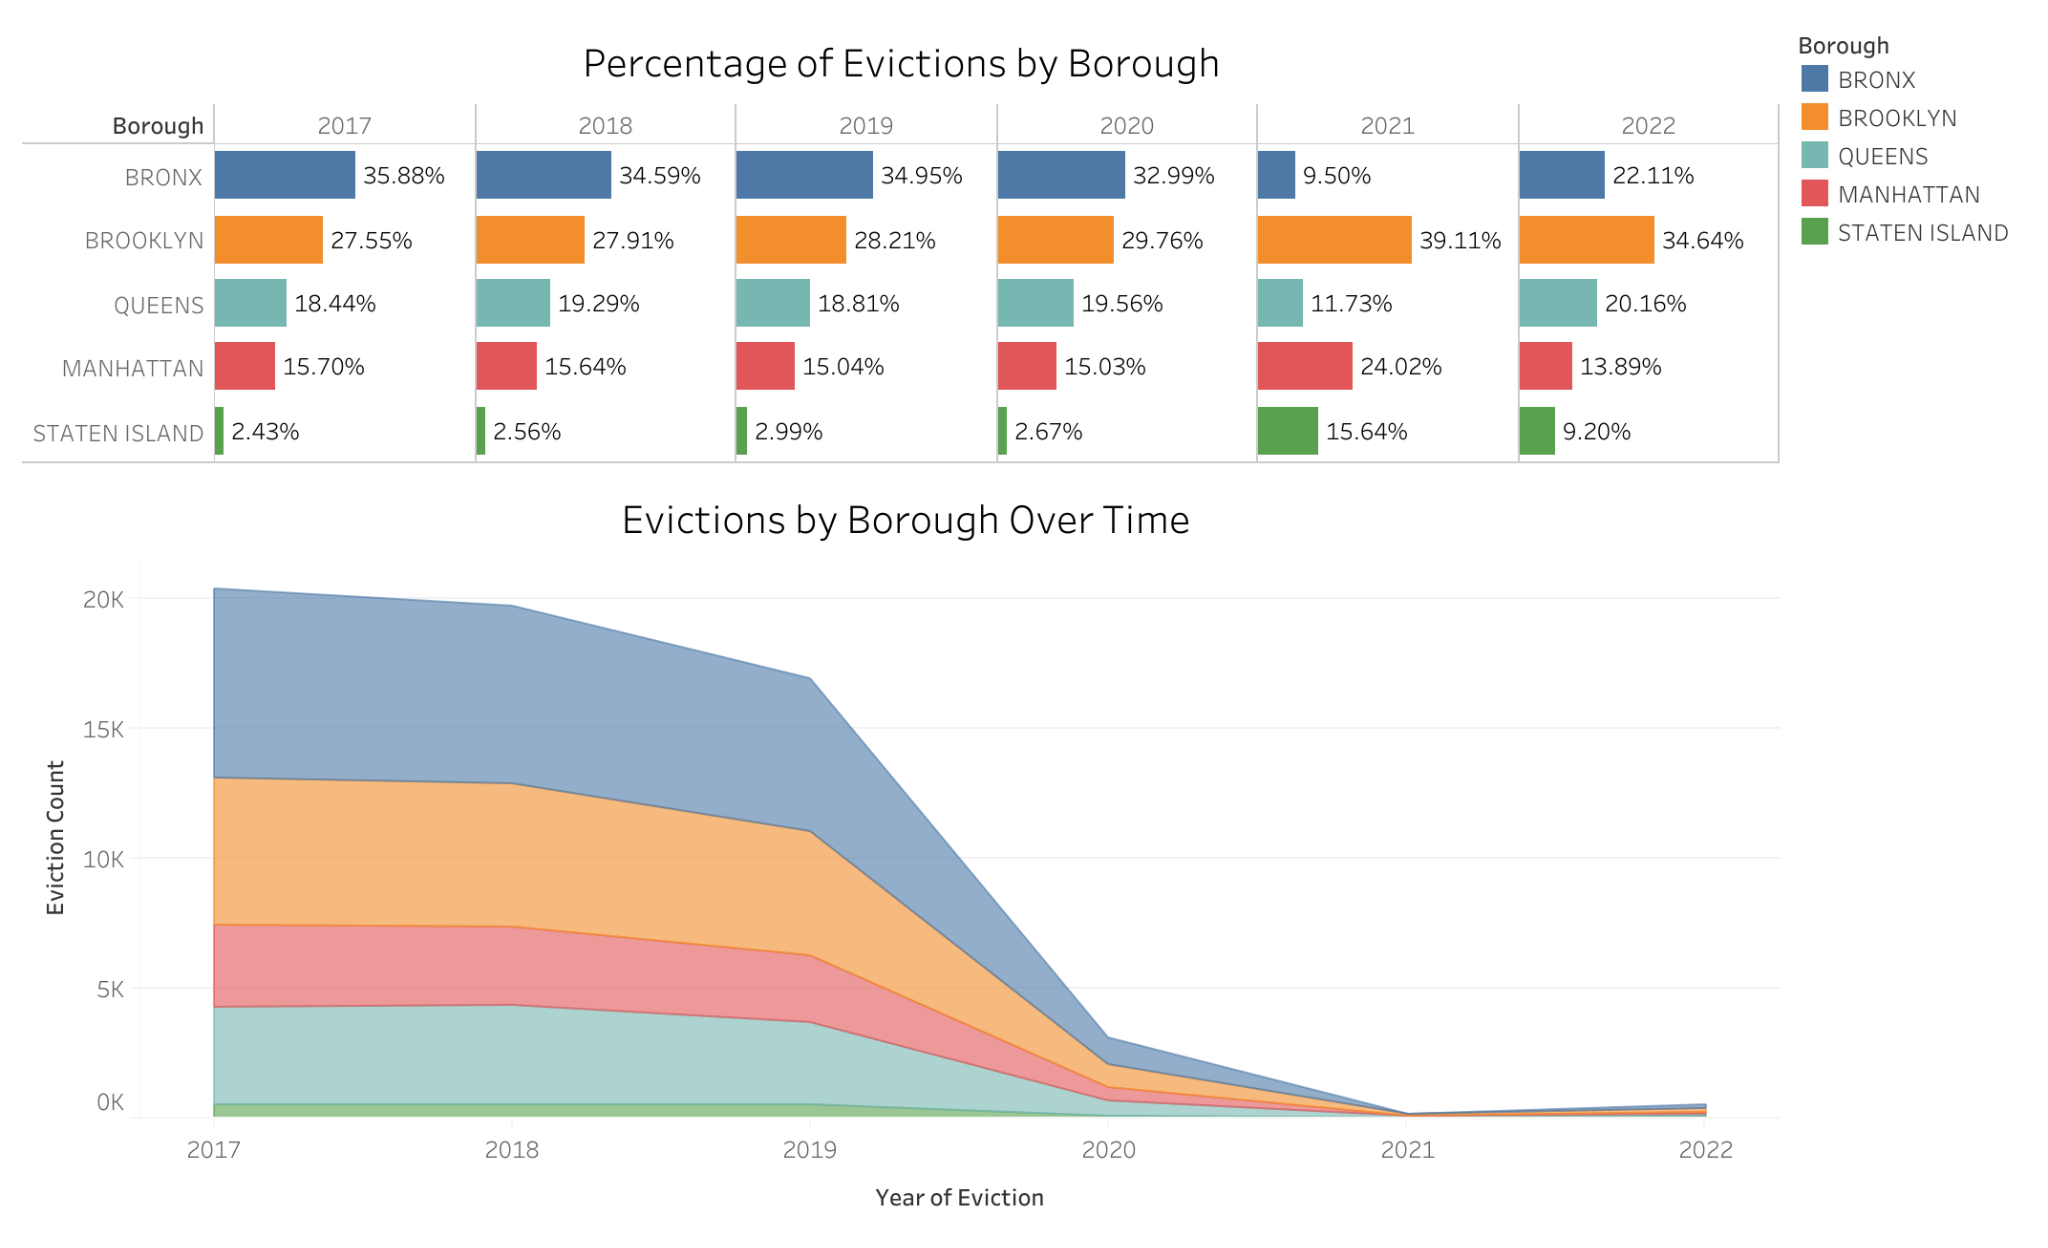 Percentage of Evictions by Borough
Borough 2017 2018 2019 2020 2021 2022
BRONX 35.88% 34.59% 34.95% 32.99% 9.50% 22.11%
BROOKLYN 27.55% 27.91% 28.21% 29.76% 39.11% 34.64%
QUEENS 18.44% 19.29% 18.81% 19.56% 11.73% 20.16%
MANHATTAN 15.70% 15.64% 15.04% 15.03% 24.02% 13.89%
STATEN ISLAND 2.43% 2.56% 2.99% 2.67% 15.64% 9.20%
Borough
BRONX
BROOKLYN
QUEENS
MANHATTAN
STATEN ISLAND
Evictions by Borough Over Time
Eviction Count
20K
15K
10K
5K
0K
2017 2018 2019 2020 2021 2022
Year of Eviction